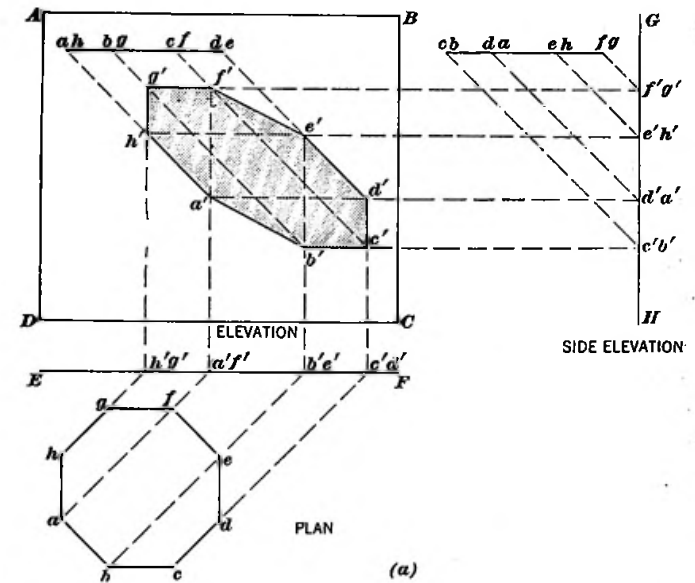 A B G
ah bg cf de cb da eh fg
g' f' f'g'
h' e' e'h'
a' d' d'a'
b' c' c'b'
D ELEVATION C H
SIDE ELEVATION
E h'g' a'f' b'e' c'd' F
g f
h e
a d PLAN
b c (a)